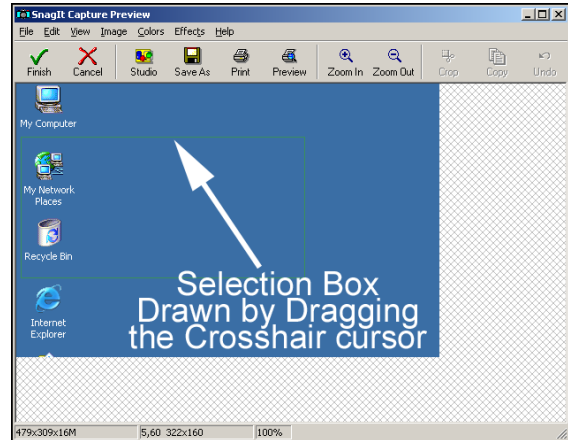 SnagIt Capture Preview
File Edit View Image Colors Effects Help
Finish Cancel Studio Save As Print Preview Zoom In Zoom Out Crop Copy Undo
My Computer
My Network
Places
Recycle Bin
Internet
Explorer
Selection Box
Drawn by Dragging
the Crosshair cursor
479x309x16M 5,60 322x160 100%